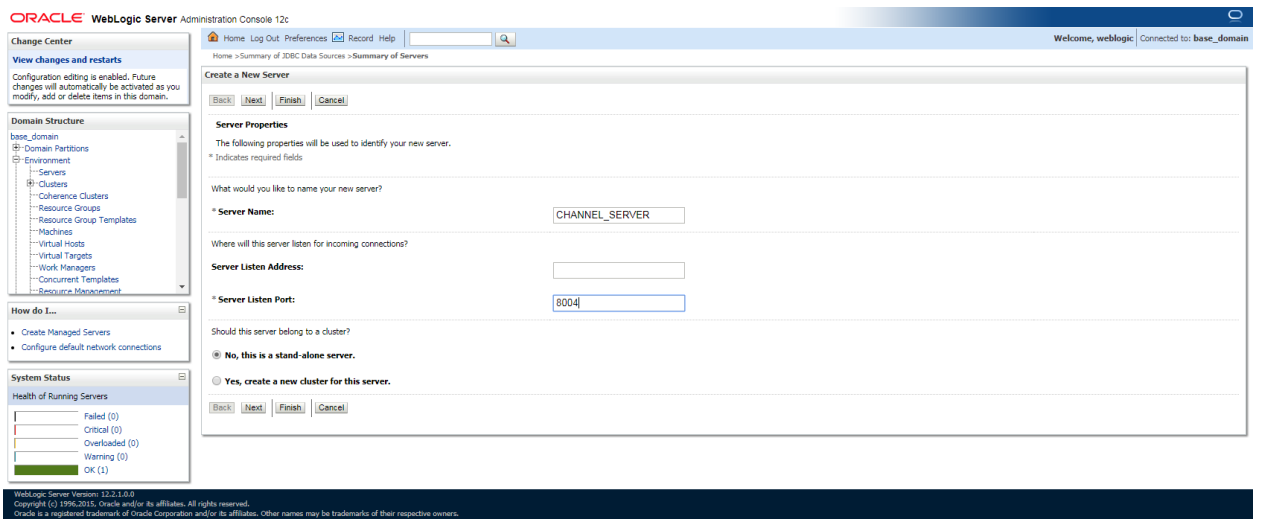 ORACLE WebLogic Server Administration Console 12c
Change Center
View changes and restarts
Configuration editing is enabled. Future
changes will automatically be activated as you
modify, add or delete items in this domain.
Domain Structure
base_domain
Domain Partitions
Environment
Servers
Clusters
Coherence Clusters
Resource Groups
Resource Group Templates
Machines
Virtual Hosts
Virtual Targets
Work Managers
Concurrent Templates
Resource Management
How do I...
Create Managed Servers
Configure default network connections
System Status
Health of Running Servers
Failed (0)
Critical (0)
Overloaded (0)
Warning (0)
OK (1)
Home Log Out Preferences Record Help
Welcome, weblogic Connected to: base_domain
Home >Summary of JDBC Data Sources >Summary of Servers
Create a New Server
Back Next Finish Cancel
Server Properties
The following properties will be used to identify your new server.
* Indicates required fields
What would you like to name your new server?
* Server Name: CHANNEL_SERVER
Where will this server listen for incoming connections?
Server Listen Address:
* Server Listen Port: 8004
Should this server belong to a cluster?
No, this is a stand-alone server.
Yes, create a new cluster for this server.
Back Next Finish Cancel
WebLogic Server Version: 12.2.1.0.0
Copyright (c) 1996,2015, Oracle and/or its affiliates. All rights reserved.
Oracle is a registered trademark of Oracle Corporation and/or its affiliates. Other names may be trademarks of their respective owners.